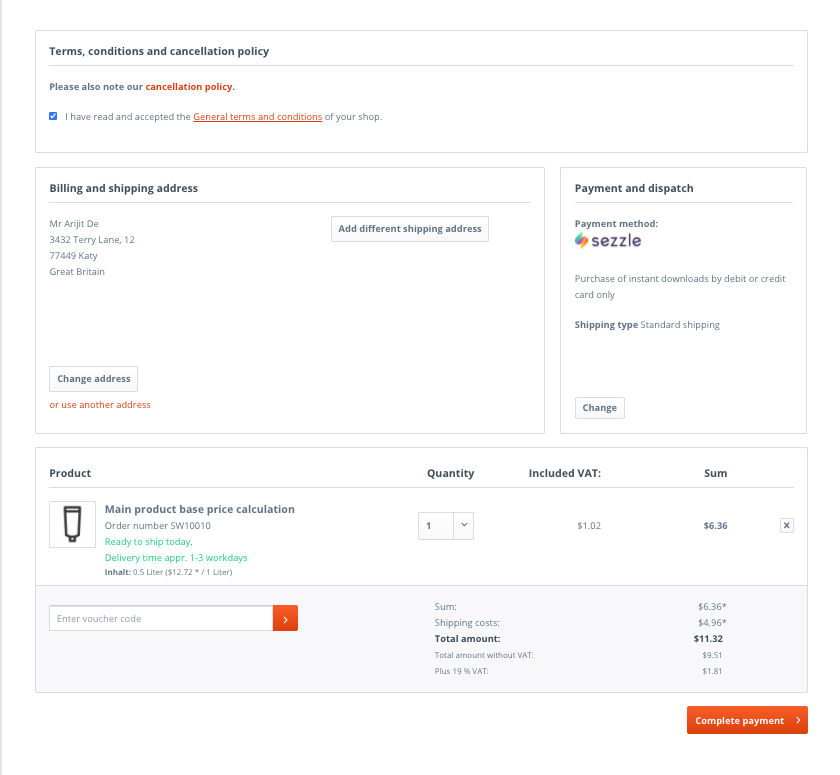 Terms, conditions and cancellation policy
Please also note our cancellation policy.
I have read and accepted the General terms and conditions of your shop.
Billing and shipping address
Mr Arijit De
3432 Terry Lane, 12
77449 Katy
Great Britain
Add different shipping address
Change address
or use another address
Payment and dispatch
Payment method:
sezzle
Purchase of instant downloads by debit or credit
card only
Shipping type Standard shipping
Change
Product Quantity Included VAT: Sum
Main product base price calculation
Order number SW10010
Ready to ship today,
Delivery time appr. 1-3 workdays
Inhalt: 0.5 Liter ($12.72 * / 1 Liter)
1 $1.02 $6.36
Enter voucher code
Sum: $6.36*
Shipping costs: $4.96*
Total amount: $11.32
Total amount without VAT: $9.51
Plus 19 % VAT: $1.81
Complete payment